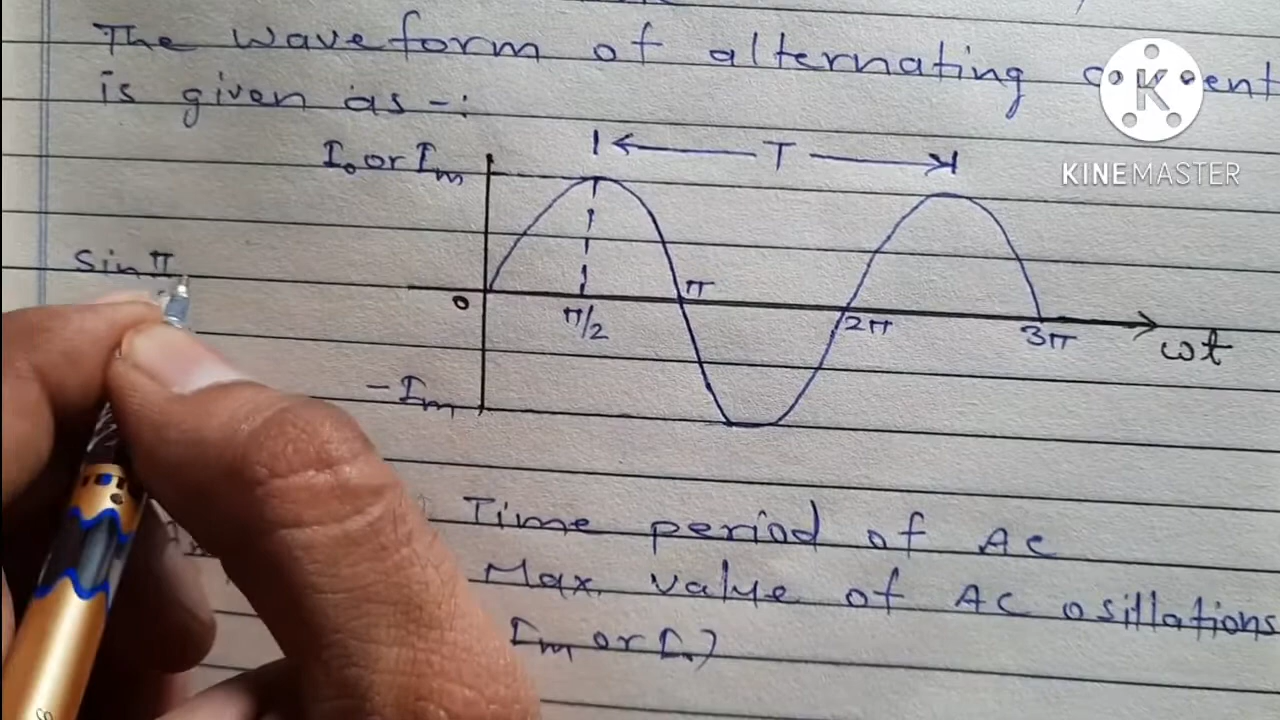 The waveform of alternating
is given as -:
I₀ or Iₘ
T
sin π
0
π/2
π
2π
3π
ωt
-Iₘ
Time period of AC
Max. value of AC osillations
Iₘ or I₀)
K
KINEMASTER